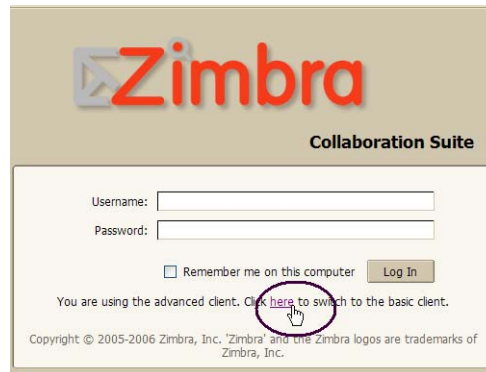 Zimbra
Collaboration Suite
Username:
Password:
Remember me on this computer Log In
You are using the advanced client. Click here to switch to the basic client.
Copyright © 2005-2006 Zimbra, Inc. 'Zimbra' and the Zimbra logos are trademarks of
Zimbra, Inc.